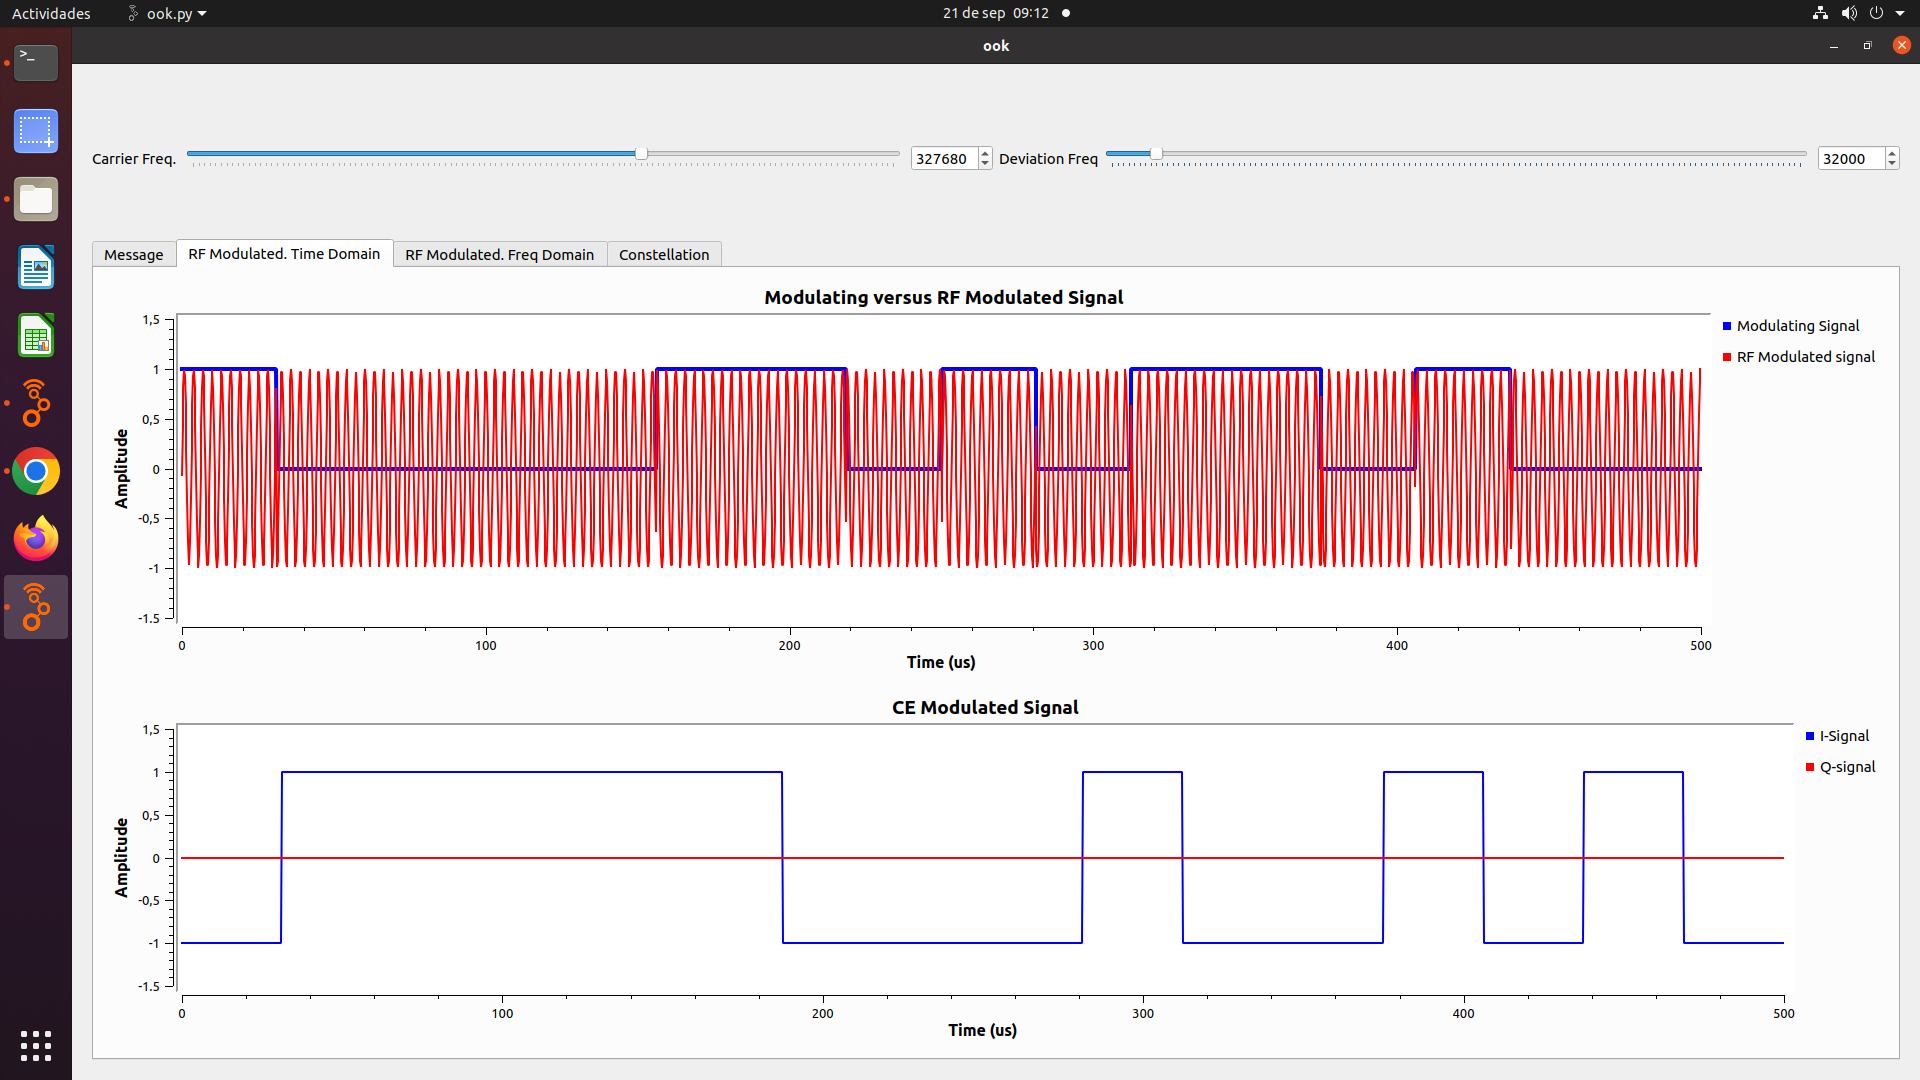 Actividades ook.py 21 de sep 09:12
ook
Carrier Freq. 327680 Deviation Freq 32000
Message RF Modulated. Time Domain RF Modulated. Freq Domain Constellation
Modulating versus RF Modulated Signal
1,5
1
0,5
0
-0,5
-1
-1.5
Amplitude
Modulating Signal
RF Modulated signal
0 100 200 300 400 500
Time (us)
CE Modulated Signal
1,5
1
0,5
0
-0,5
-1
-1.5
Amplitude
I-Signal
Q-signal
0 100 200 300 400 500
Time (us)